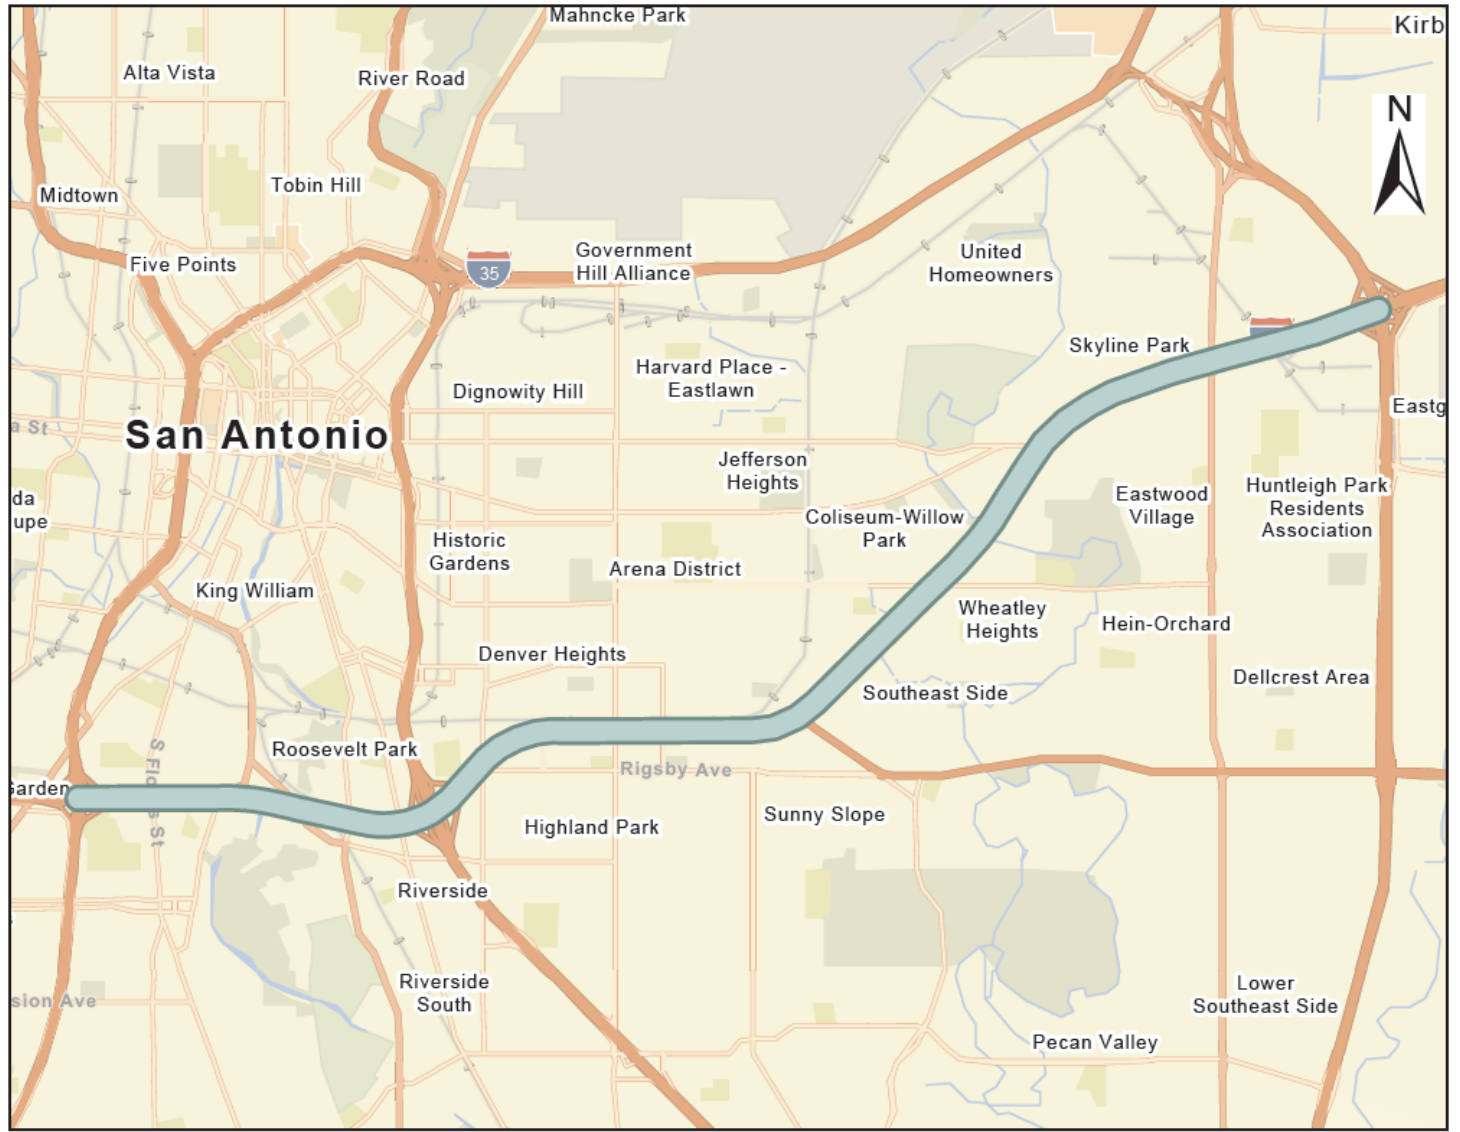 Mahncke Park
Kirb
Alta Vista
River Road
N
Tobin Hill
Midtown
Government
Hill Alliance
United
Homeowners
Five Points
35
Skyline Park
Harvard Place -
Eastlawn
Dignowity Hill
Eastg
a St
San Antonio
Jefferson
Heights
da
upe
Eastwood
Village
Huntleigh Park
Residents
Association
Coliseum-Willow
Park
Historic
Gardens
Arena District
King William
Wheatley
Heights
Hein-Orchard
Denver Heights
Dellcrest Area
Southeast Side
Roosevelt Park
Rigsby Ave
Garden
S Flo s St
Highland Park
Sunny Slope
Riverside
Riverside
South
Lower
Southeast Side
sion Ave
Pecan Valley